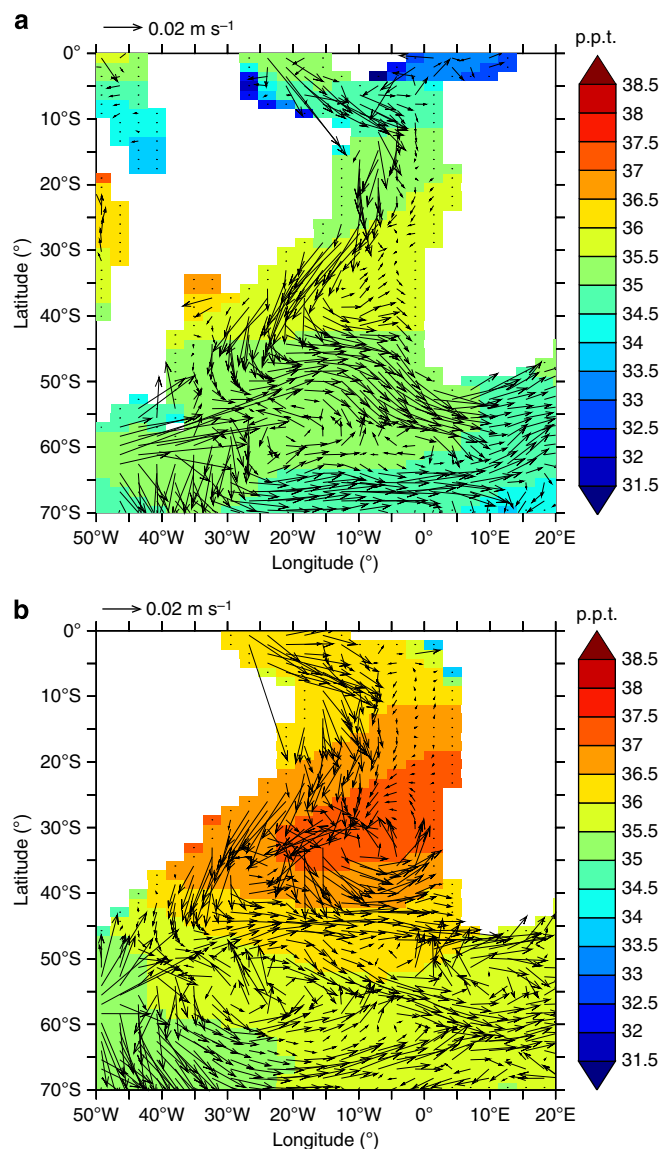 a
0.02 m s⁻¹
p.p.t.
0°
10°S
20°S
30°S
40°S
50°S
60°S
70°S
Latitude (°)
50°W 40°W 30°W 20°W 10°W 0° 10°E 20°E
Longitude (°)
38.5
38
37.5
37
36.5
36
35.5
35
34.5
34
33.5
33
32.5
32
31.5
b
0.02 m s⁻¹
p.p.t.
0°
10°S
20°S
30°S
40°S
50°S
60°S
70°S
Latitude (°)
50°W 40°W 30°W 20°W 10°W 0° 10°E 20°E
Longitude (°)
38.5
38
37.5
37
36.5
36
35.5
35
34.5
34
33.5
33
32.5
32
31.5